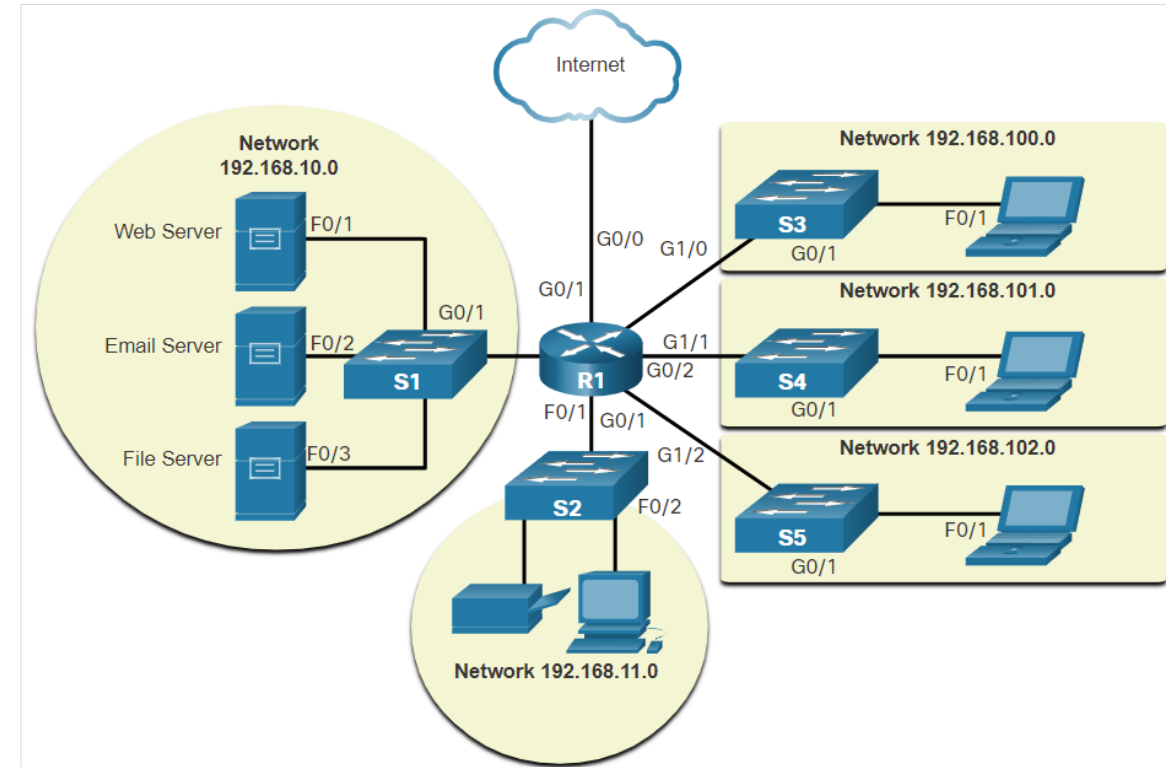 Internet
Network
192.168.10.0
Web Server
F0/1
Email Server
F0/2
File Server
F0/3
G0/1
S1
G0/0
G0/1
R1
G1/0
G1/1
G0/2
F0/1
G0/1
G1/2
S2
F0/2
Network 192.168.11.0
Network 192.168.100.0
S3
F0/1
G0/1
Network 192.168.101.0
S4
F0/1
G0/1
Network 192.168.102.0
S5
F0/1
G0/1